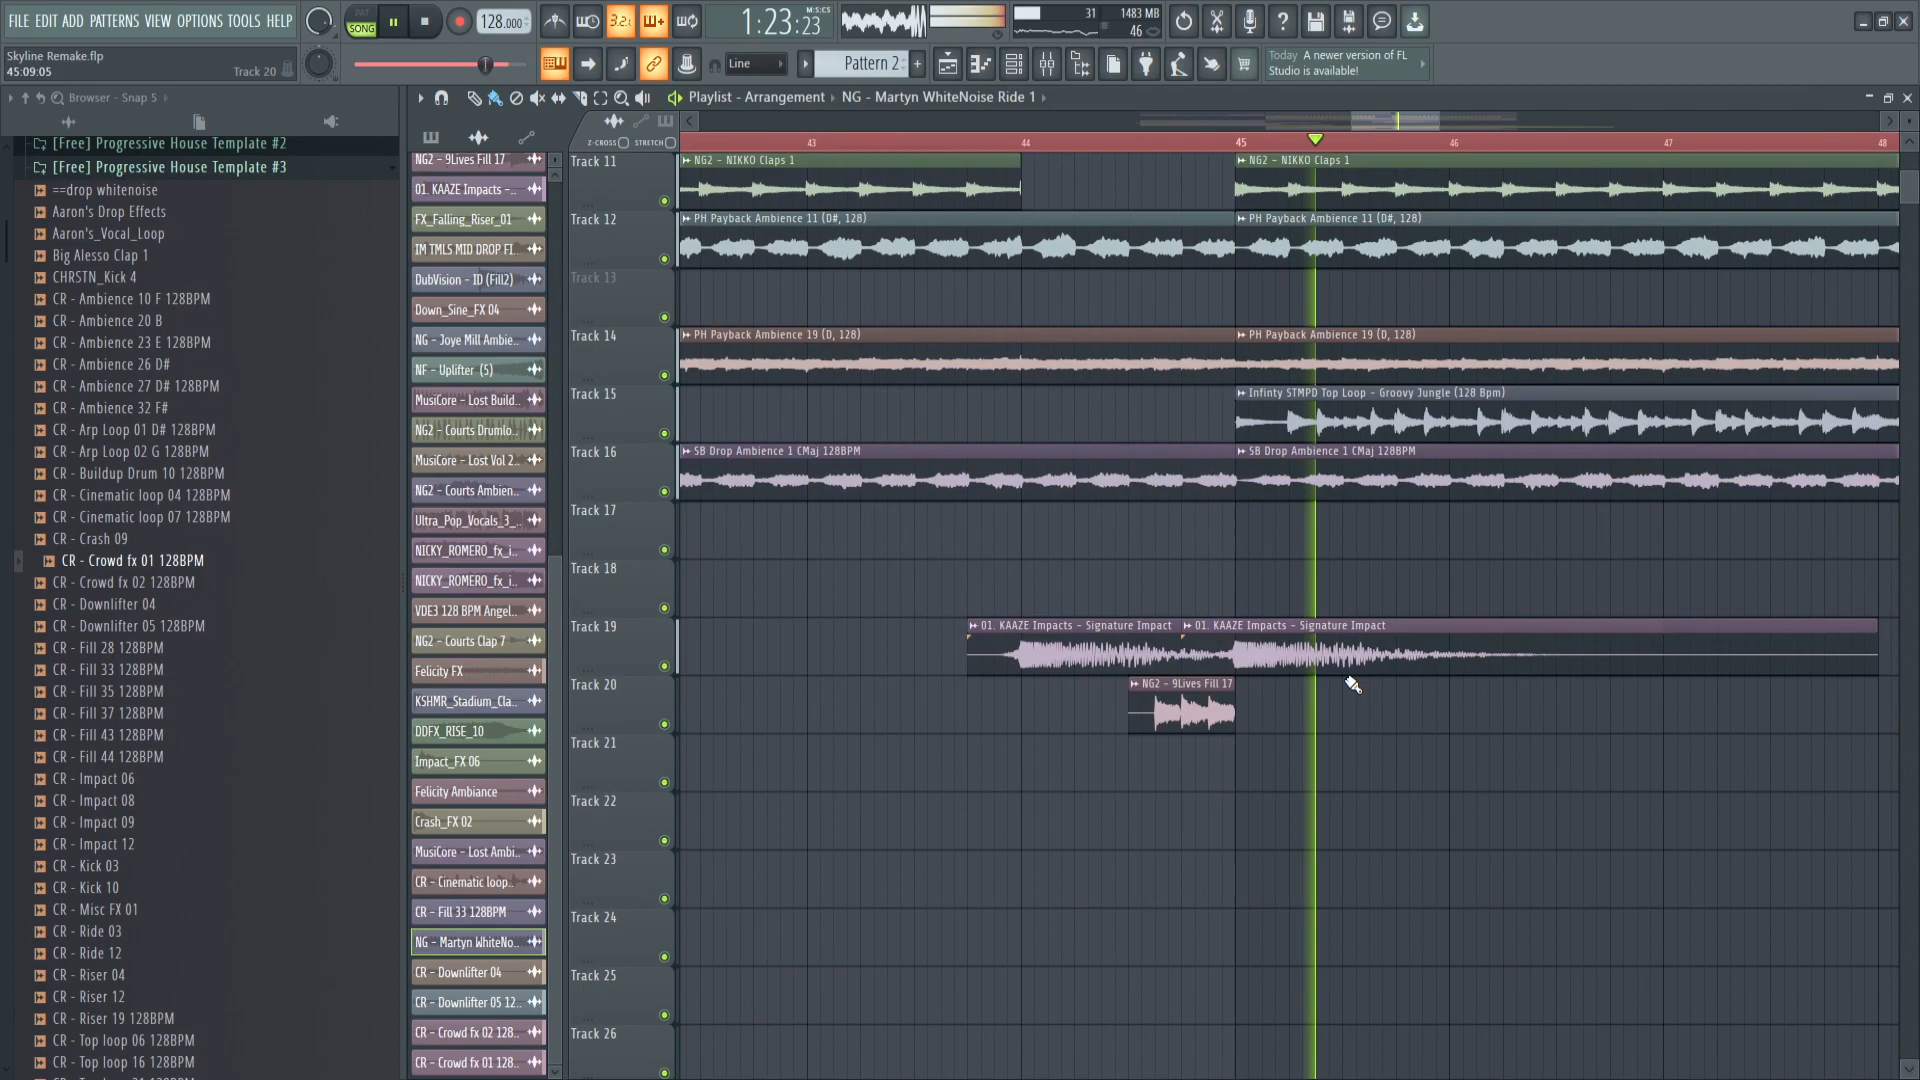 FILE EDIT ADD PATTERNS VIEW OPTIONS TOOLS HELP
PAT
SONG
128.000
3.2.
1:23:23
M:S:CS
31
1483 MB
46
Skyline Remake.flp
45:09:05
Track 20
Line
Pattern 2
+
Today A newer version of FL
Studio is available!
Browser - Snap 5
Playlist - Arrangement › NG - Martyn WhiteNoise Ride 1
Z-CROSS STRETCH
43
44
45
46
47
48
[Free] Progressive House Template #2
[Free] Progressive House Template #3
==drop whitenoise
Aaron's Drop Effects
Aaron's_Vocal_Loop
Big Alesso Clap 1
CHRSTN_Kick 4
CR - Ambience 10 F 128BPM
CR - Ambience 20 B
CR - Ambience 23 E 128BPM
CR - Ambience 26 D#
CR - Ambience 27 D# 128BPM
CR - Ambience 32 F#
CR - Arp Loop 01 D# 128BPM
CR - Arp Loop 02 G 128BPM
CR - Buildup Drum 10 128BPM
CR - Cinematic loop 04 128BPM
CR - Cinematic loop 07 128BPM
CR - Crash 09
CR - Crowd fx 01 128BPM
CR - Crowd fx 02 128BPM
CR - Downlifter 04
CR - Downlifter 05 128BPM
CR - Fill 28 128BPM
CR - Fill 33 128BPM
CR - Fill 35 128BPM
CR - Fill 37 128BPM
CR - Fill 43 128BPM
CR - Fill 44 128BPM
CR - Impact 06
CR - Impact 08
CR - Impact 09
CR - Impact 12
CR - Kick 03
CR - Kick 10
CR - Misc FX 01
CR - Ride 03
CR - Ride 12
CR - Riser 04
CR - Riser 12
CR - Riser 19 128BPM
CR - Top loop 06 128BPM
CR - Top loop 16 128BPM
NG2 - 9Lives Fill 17
01. KAAZE Impacts -..
FX_Falling_Riser_01
IM TMLS MID DROP FI..
DubVision - ID (Fill2)
Down_Sine_FX 04
NG - Joye Mill Ambie..
NF - Uplifter (5)
MusiCore - Lost Build..
NG2 - Courts Drumlo..
MusiCore - Lost Vol 2..
NG2 - Courts Ambien..
Ultra_Pop_Vocals_3_..
NICKY_ROMERO_fx_i..
NICKY_ROMERO_fx_i..
VDE3 128 BPM Angel..
NG2 - Courts Clap 7
Felicity FX
KSHMR_Stadium_Cla..
DDFX_RISE_10
Impact_FX 06
Felicity Ambiance
Crash_FX 02
MusiCore - Lost Ambi..
CR - Cinematic loop..
CR - Fill 33 128BPM
NG - Martyn WhiteNo..
CR - Downlifter 04
CR - Downlifter 05 12..
CR - Crowd fx 02 128..
CR - Crowd fx 01 128..
Track 11
NG2 - NIKKO Claps 1
NG2 - NIKKO Claps 1
Track 12
PH Payback Ambience 11 (D#, 128)
PH Payback Ambience 11 (D#, 128)
Track 13
Track 14
PH Payback Ambience 19 (D, 128)
PH Payback Ambience 19 (D, 128)
Track 15
Infinty STMPD Top Loop - Groovy Jungle (128 Bpm)
Track 16
SB Drop Ambience 1 CMaj 128BPM
SB Drop Ambience 1 CMaj 128BPM
Track 17
Track 18
Track 19
01. KAAZE Impacts - Signature Impact
01. KAAZE Impacts - Signature Impact
Track 20
NG2 - 9Lives Fill 17
Track 21
Track 22
Track 23
Track 24
Track 25
Track 26